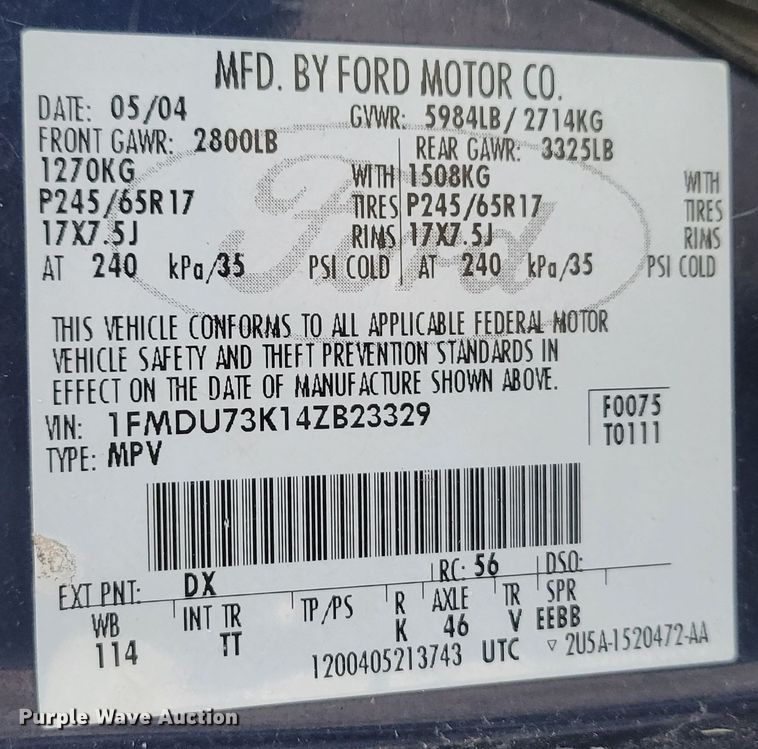 MFD. BY FORD MOTOR CO.
DATE: 05/04 GVWR: 5984LB/ 2714KG
FRONT GAWR: 2800LB REAR GAWR: 3325LB
1270KG WITH 1508KG WITH
P245/65R17 TIRES P245/65R17 TIRES
17X7.5J RIMS 17X7.5J RIMS
AT 240 kPa/35 PSI COLD AT 240 kPa/35 PSI COLD
Ford
THIS VEHICLE CONFORMS TO ALL APPLICABLE FEDERAL MOTOR
VEHICLE SAFETY AND THEFT PREVENTION STANDARDS IN
EFFECT ON THE DATE OF MANUFACTURE SHOWN ABOVE.
VIN: 1FMDU73K14ZB23329 F0075
TYPE: MPV T0111
EXT PNT: DX RC: 56 DSO:
WB INT TR TP/PS R AXLE TR SPR
114 TT K 46 V EEBB
1200405213743 UTC ▿ 2U5A-1520472-AA
Purple Wave Auction